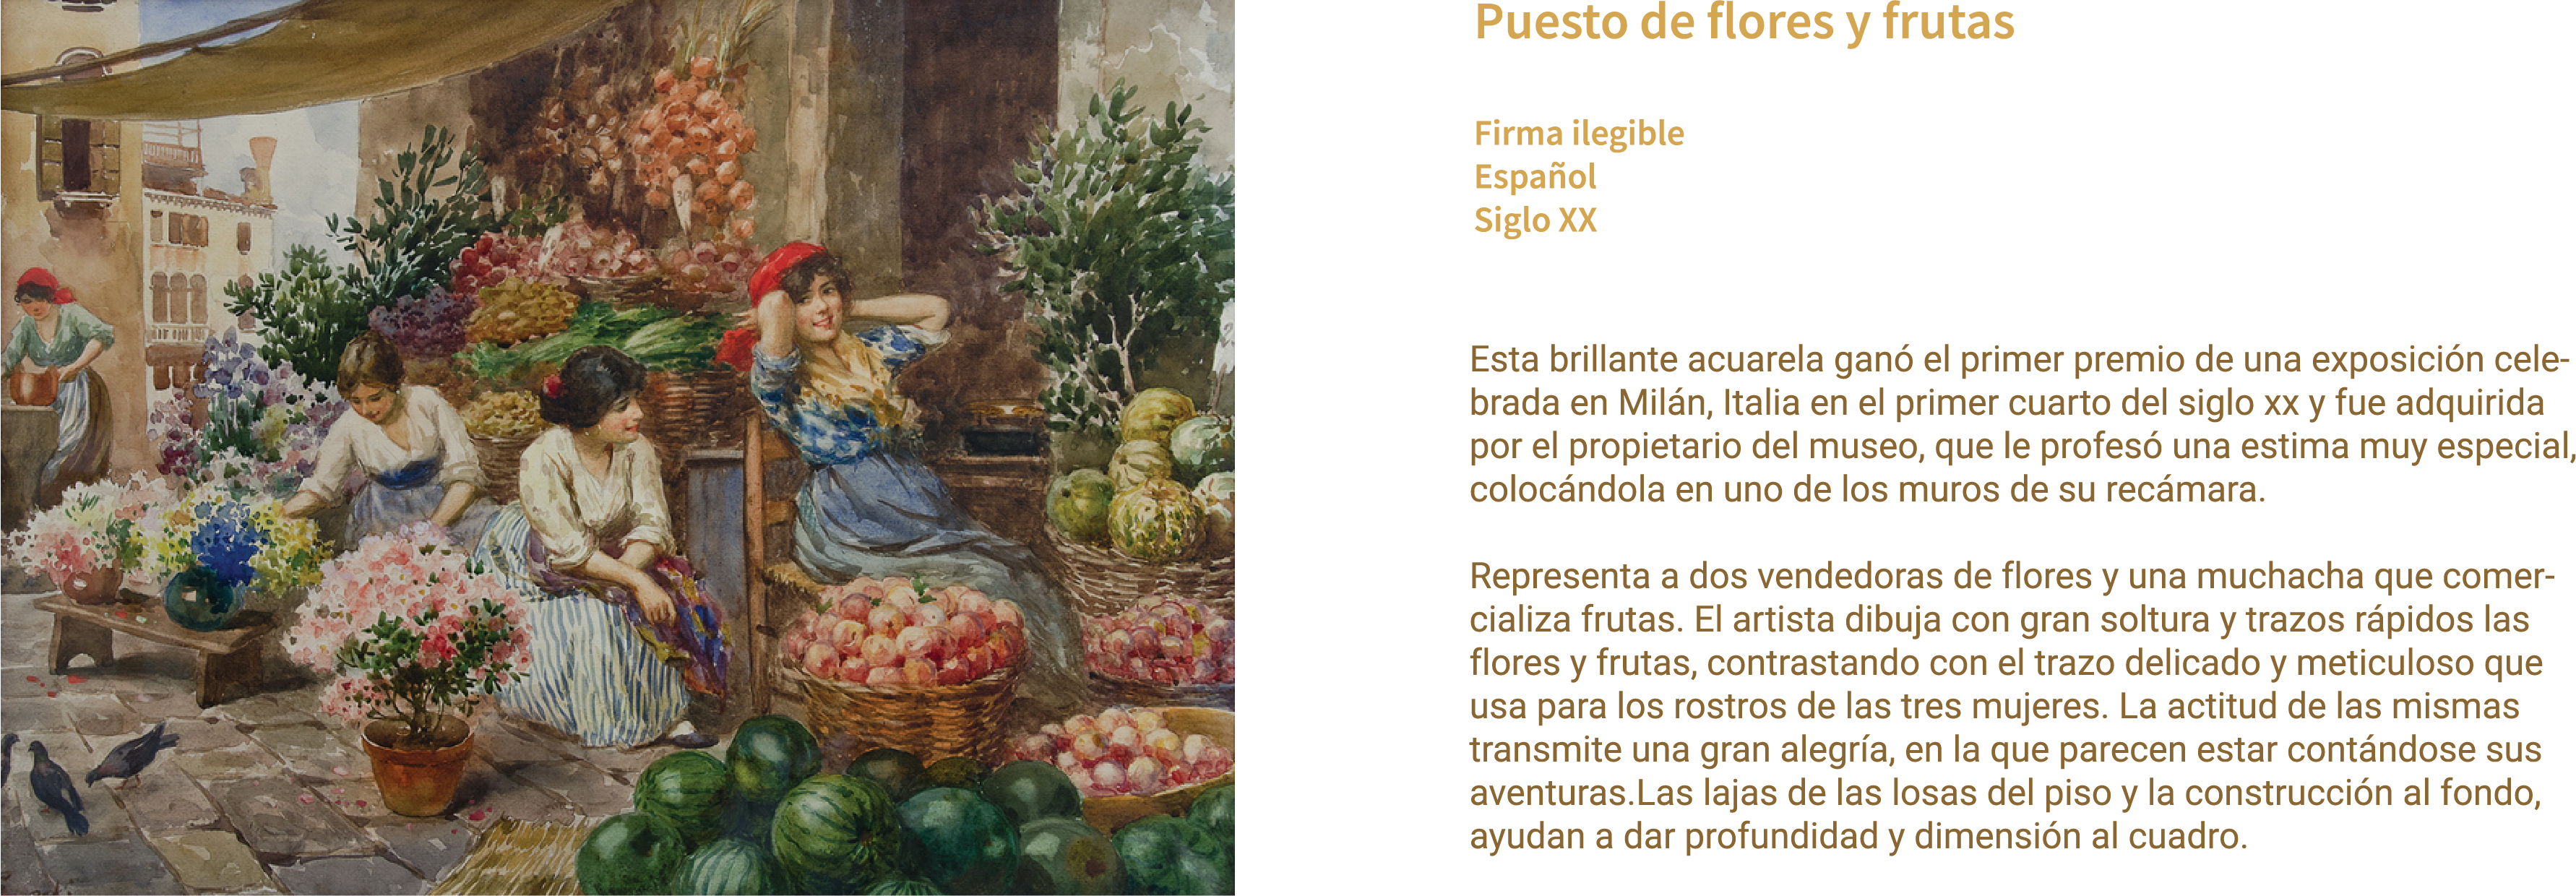 Puesto de flores y frutas
Firma ilegible
Español
Siglo XX
Esta brillante acuarela ganó el primer premio de una exposición cele-
brada en Milán, Italia en el primer cuarto del siglo xx y fue adquirida
por el propietario del museo, que le profesó una estima muy especial,
colocándola en uno de los muros de su recámara.
Representa a dos vendedoras de flores y una muchacha que comer-
cializa frutas. El artista dibuja con gran soltura y trazos rápidos las
flores y frutas, contrastando con el trazo delicado y meticuloso que
usa para los rostros de las tres mujeres. La actitud de las mismas
transmite una gran alegría, en la que parecen estar contándose sus
aventuras.Las lajas de las losas del piso y la construcción al fondo,
ayudan a dar profundidad y dimensión al cuadro.